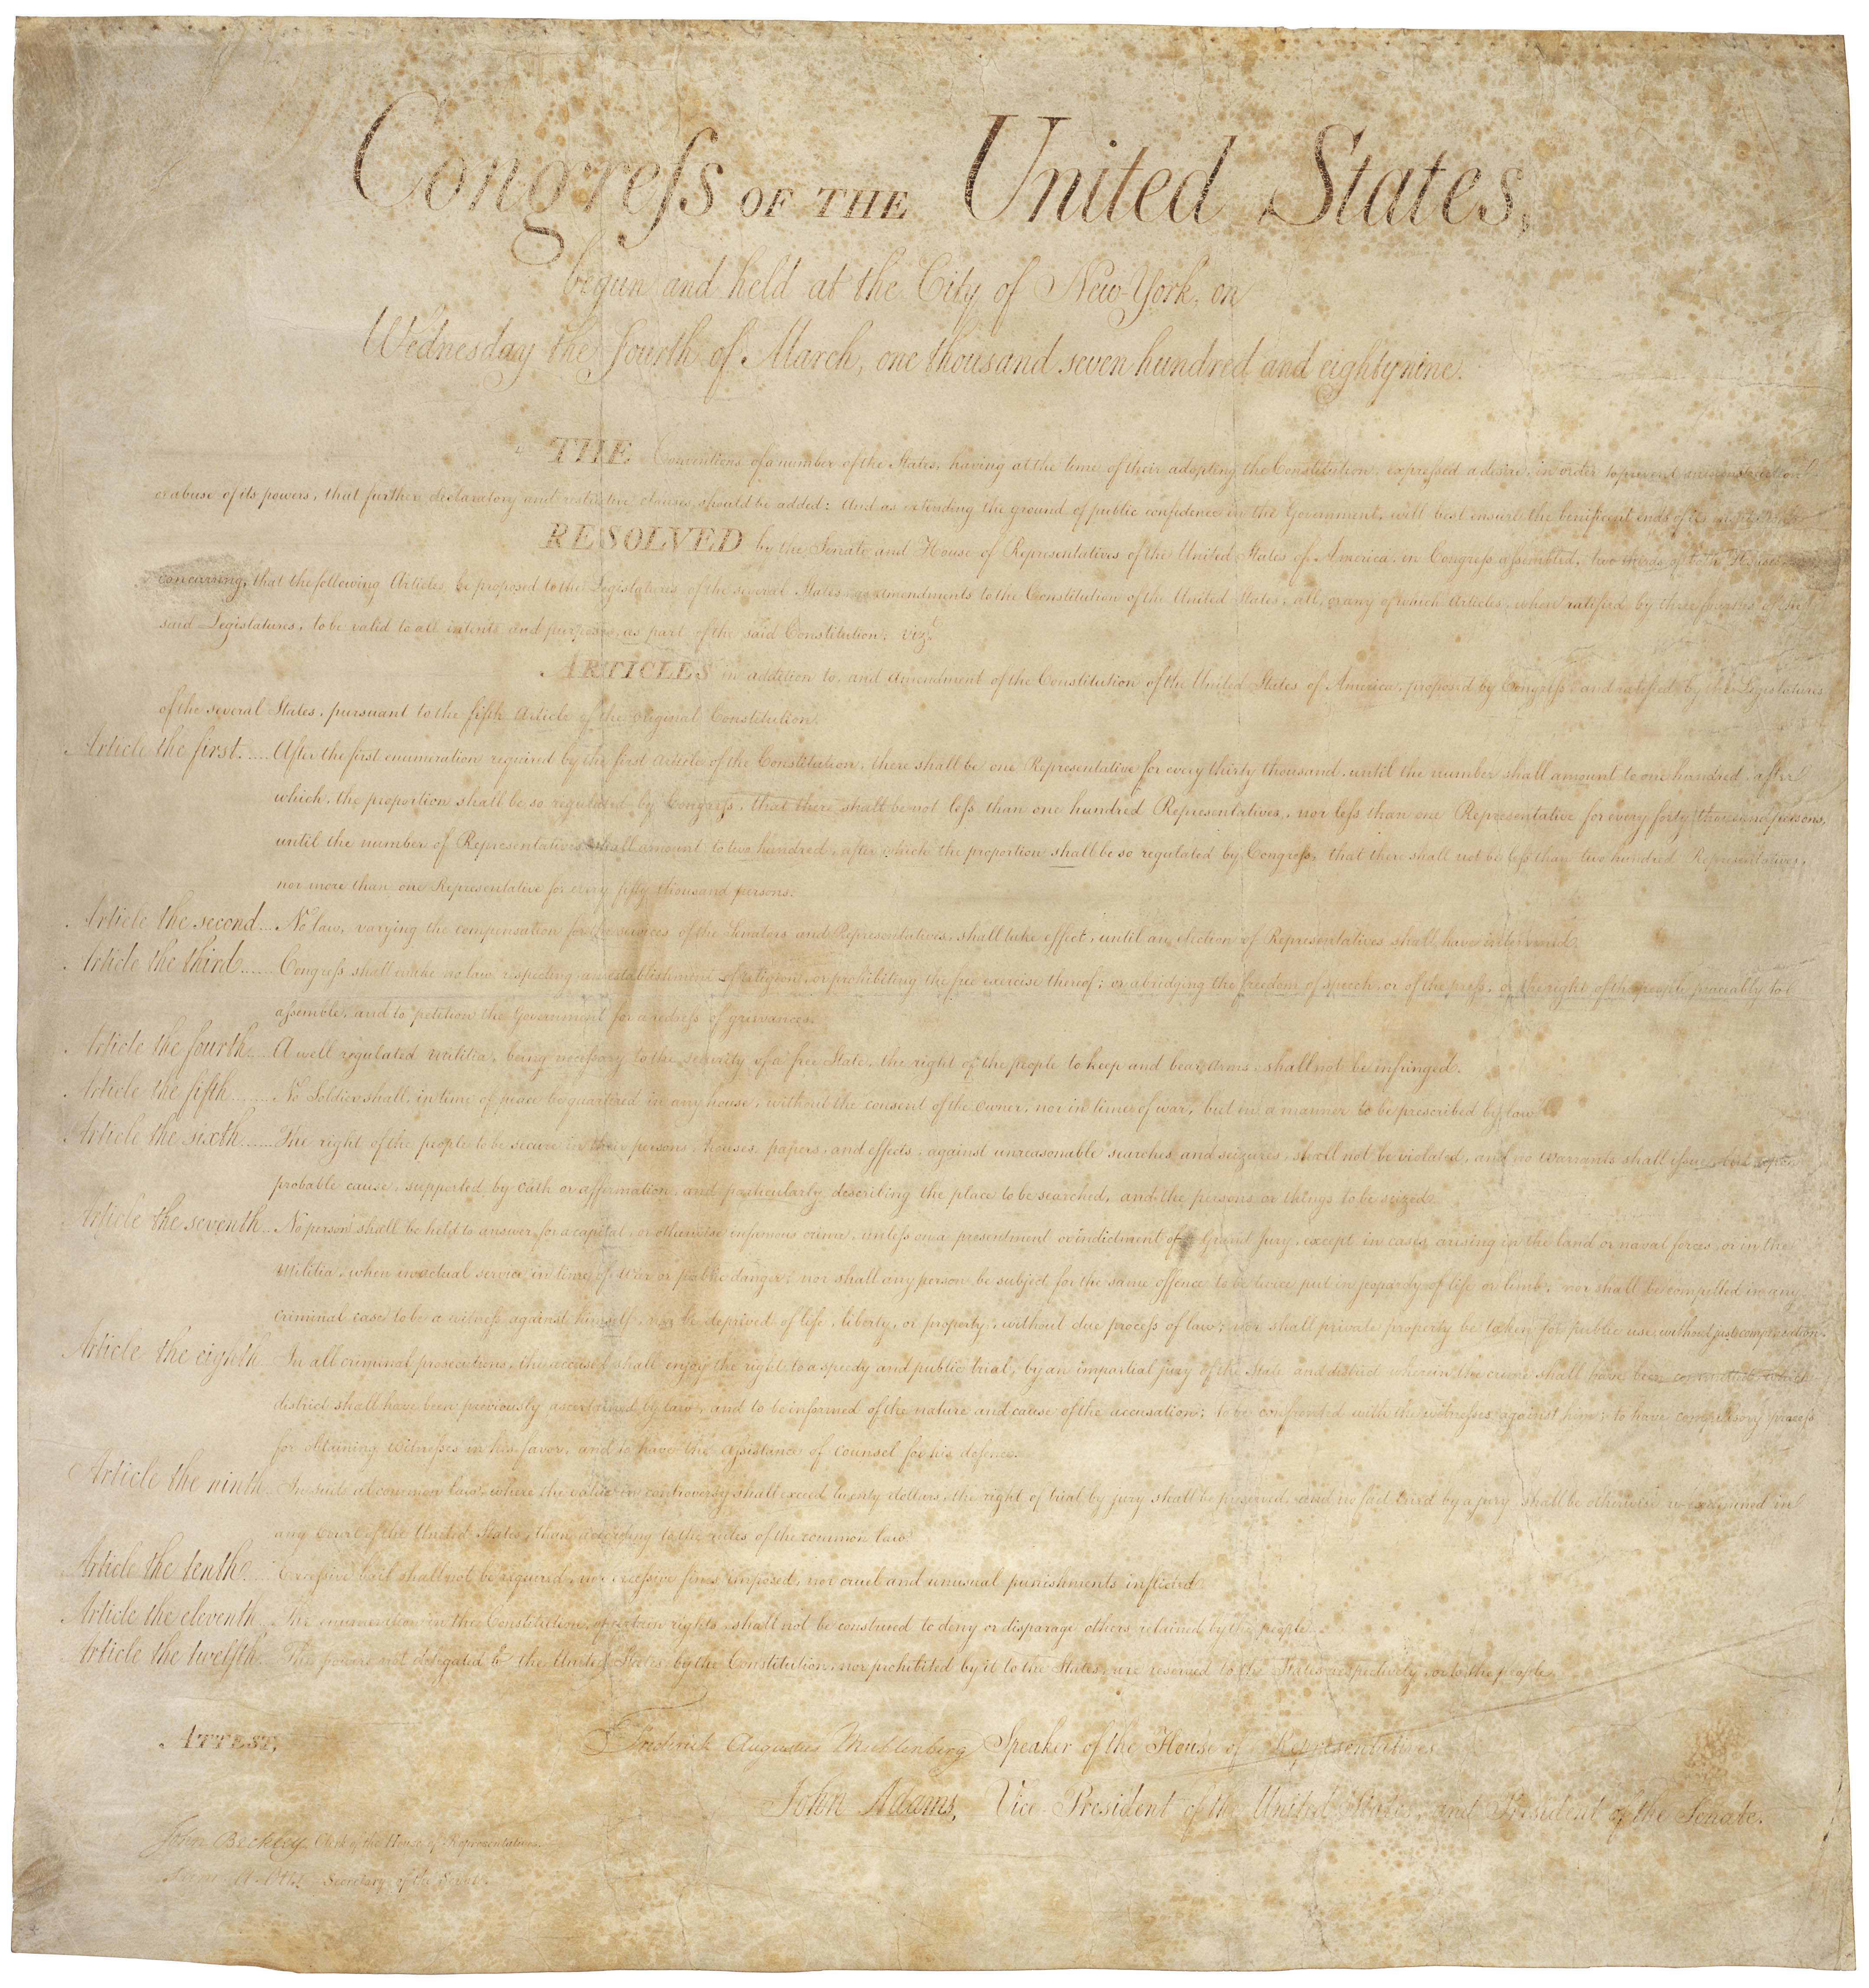 Congreſs OF THE United States,
begun and held at the City of New-York, on
Wednesday the fourth of March, one thousand seven hundred and eighty nine.
THE Conventions of a number of the States, having at the time of their adopting the Constitution, expreſsed a desire, in order to prevent misconstruction
or abuse of its powers, that further declaratory and restrictive clauses should be added: And as extending the ground of public confidence in the Government, will best ensure the beneficent ends of its
RESOLVED by the Senate and House of Representatives of the United States of America, in Congreſs aſsembled, two thirds of both Houses
concurring, that the following Articles be proposed to the Legislatures of the several States, as amendments to the Constitution of the United States, all, or any of which Articles, when ratified by three fourths of the
said Legislatures, to be valid to all intents and purposes, as part of the said Constitution; vizt.
ARTICLES in addition to, and amendment of the Constitution of the United States of America, proposed by Congreſs, and ratified by the Legislatures
of the several States, pursuant to the fifth Article of the original Constitution.
Article the first..... After the first enumeration required by the first Article of the Constitution, there shall be one Representative for every thirty thousand, until the number shall amount to one hundred, after
which, the proportion shall be so regulated by Congreſs, that there shall be not leſs than one hundred Representatives, nor leſs than one Representative for every forty thousand persons,
until the number of Representatives shall amount to two hundred, after which the proportion shall be so regulated by Congreſs, that there shall not be leſs than two hundred Representatives,
nor more than one Representative for every fifty thousand persons.
Article the second... No law, varying the compensation for the services of the Senators and Representatives, shall take effect, until an election of Representatives shall have intervened.
Article the third...... Congreſs shall make no law respecting an establishment of religion, or prohibiting the free exercise thereof; or abridging the freedom of speech, or of the preſs, or the right of the people peaceably to
aſsemble, and to petition the Government for a redreſs of grievances.
Article the fourth.... A well regulated Militia, being neceſsary to the security of a free State, the right of the people to keep and bear Arms, shall not be infringed.
Article the fifth....... No Soldier shall, in time of peace be quartered in any house, without the consent of the owner, nor in time of war, but in a manner to be prescribed by law.
Article the sixth...... The right of the people to be secure in their persons, houses, papers, and effects, against unreasonable searches and seizures, shall not be violated, and no Warrants shall iſsue, but upon
probable cause, supported by oath or affirmation, and particularly describing the place to be searched, and the persons or things to be seized.
Article the seventh... No person shall be held to answer for a capital, or otherwise infamous crime, unleſs on a presentment or indictment of a Grand Jury, except in cases arising in the land or naval forces, or in the
Militia, when in actual service in time of War or public danger; nor shall any person be subject for the same offence to be twice put in jeopardy of life or limb; nor shall be compelled in any
criminal case to be a witneſs against himself, nor be deprived of life, liberty, or property, without due proceſs of law; nor shall private property be taken for public use, without just compensation.
Article the eighth.. In all criminal prosecutions, the accused shall enjoy the right to a speedy and public trial, by an impartial jury of the State and district wherein the crime shall have been committed, which
district shall have been previously ascertained by law, and to be informed of the nature and cause of the accusation; to be confronted with the witneſses against him; to have compulsory proceſs
for obtaining witneſses in his favor, and to have the aſsistance of counsel for his defence.
Article the ninth.. In suits at common law, where the value in controversy shall exceed twenty dollars, the right of trial by jury shall be preserved, and no fact tried by a jury shall be otherwise re-examined in
any Court of the United States, than according to the rules of the common law.
Article the tenth.... Exceſsive bail shall not be required, nor exceſsive fines imposed, nor cruel and unusual punishments inflicted.
Article the eleventh.. The enumeration in the Constitution, of certain rights, shall not be construed to deny or disparage others retained by the people.
Article the twelfth... The powers not delegated to the United States by the Constitution, nor prohibited by it to the States, are reserved to the States respectively, or to the people.
ATTEST,
Frederick Augustus Muhlenberg Speaker of the House of Representatives
John Adams, Vice-President of the United States, and President of the Senate.
John Beckley, Clerk of the House of Representatives.
Sam. A. Otis Secretary of the Senate.